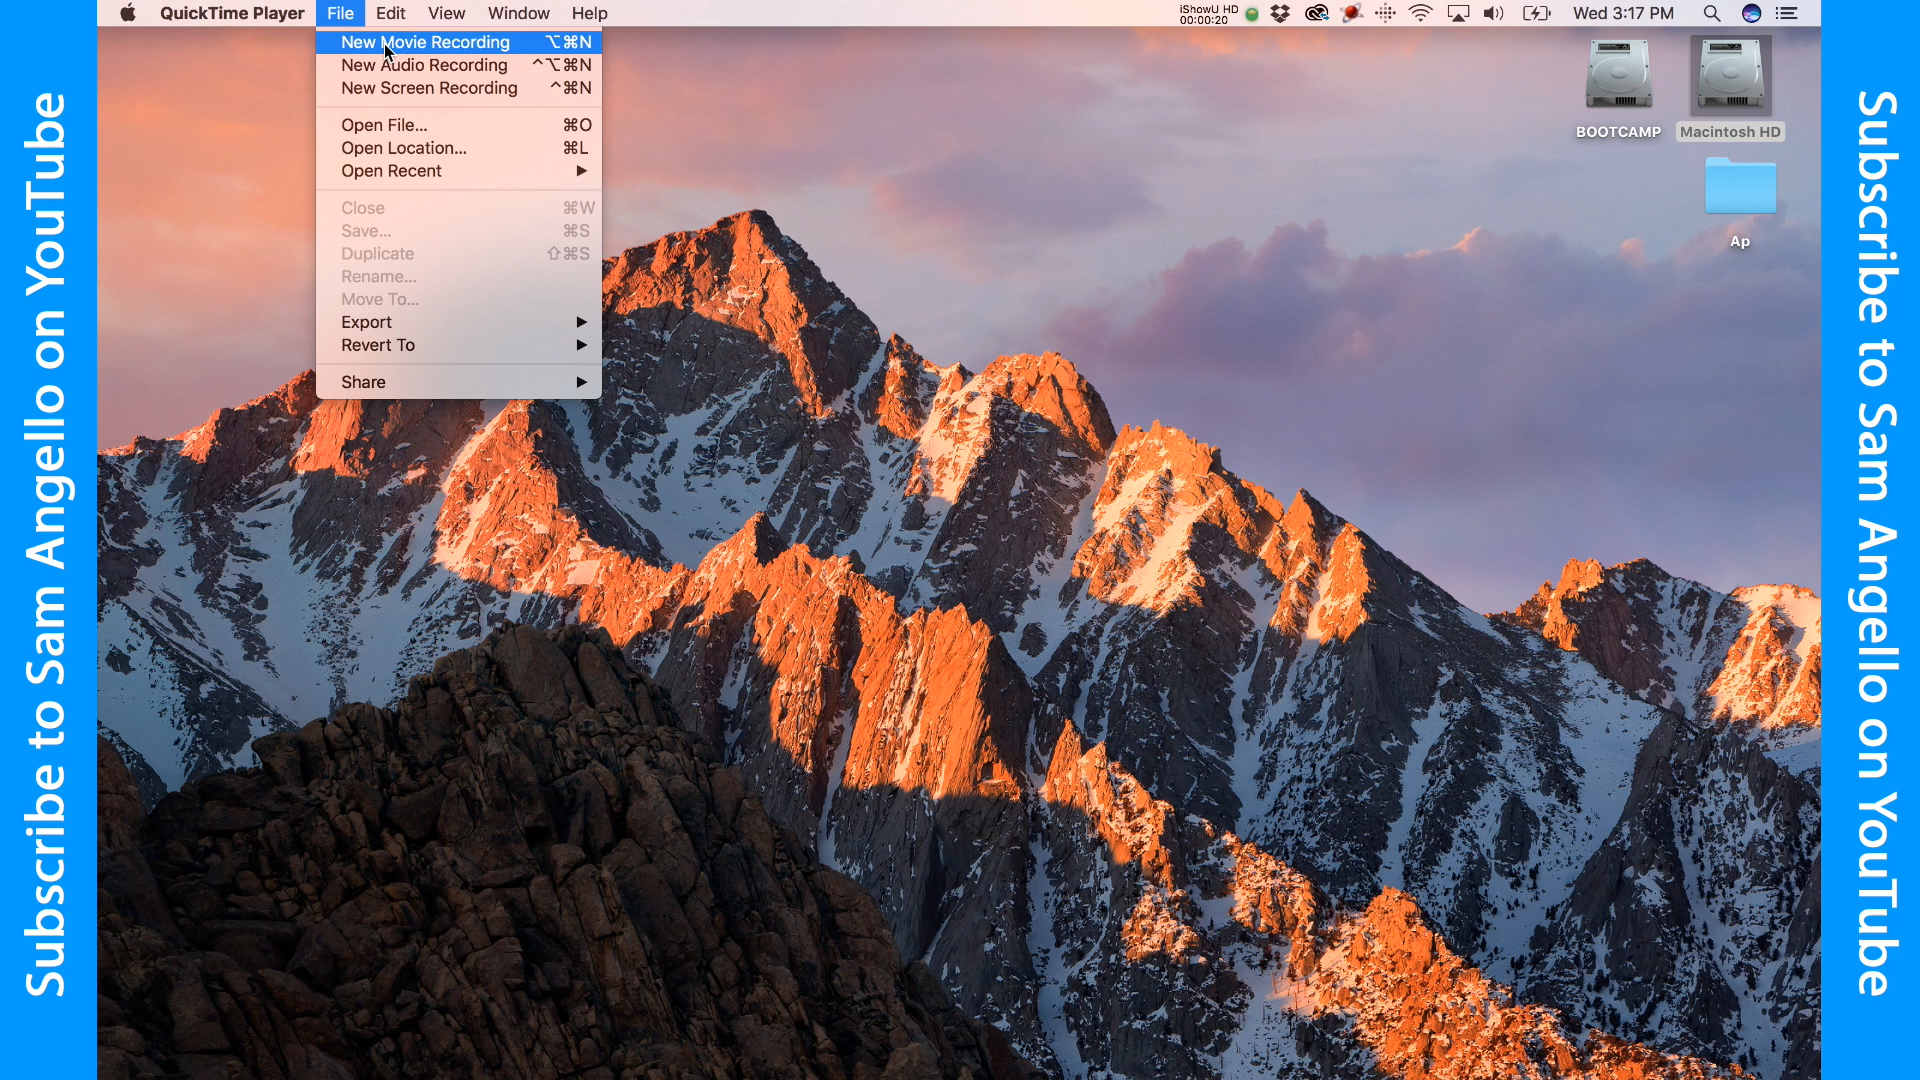 QuickTime Player File Edit View Window Help iShowU HD 00:00:20 Wed 3:17 PM
New Movie Recording ⌥⌘N
New Audio Recording ^⌥⌘N
New Screen Recording ^⌘N
Open File... ⌘O
Open Location... ⌘L
Open Recent ▶
Close ⌘W
Save... ⌘S
Duplicate ⇧⌘S
Rename...
Move To...
Export ▶
Revert To ▶
Share ▶
BOOTCAMP
Macintosh HD
Ap
Subscribe to Sam Angello on YouTube
Subscribe to Sam Angello on YouTube